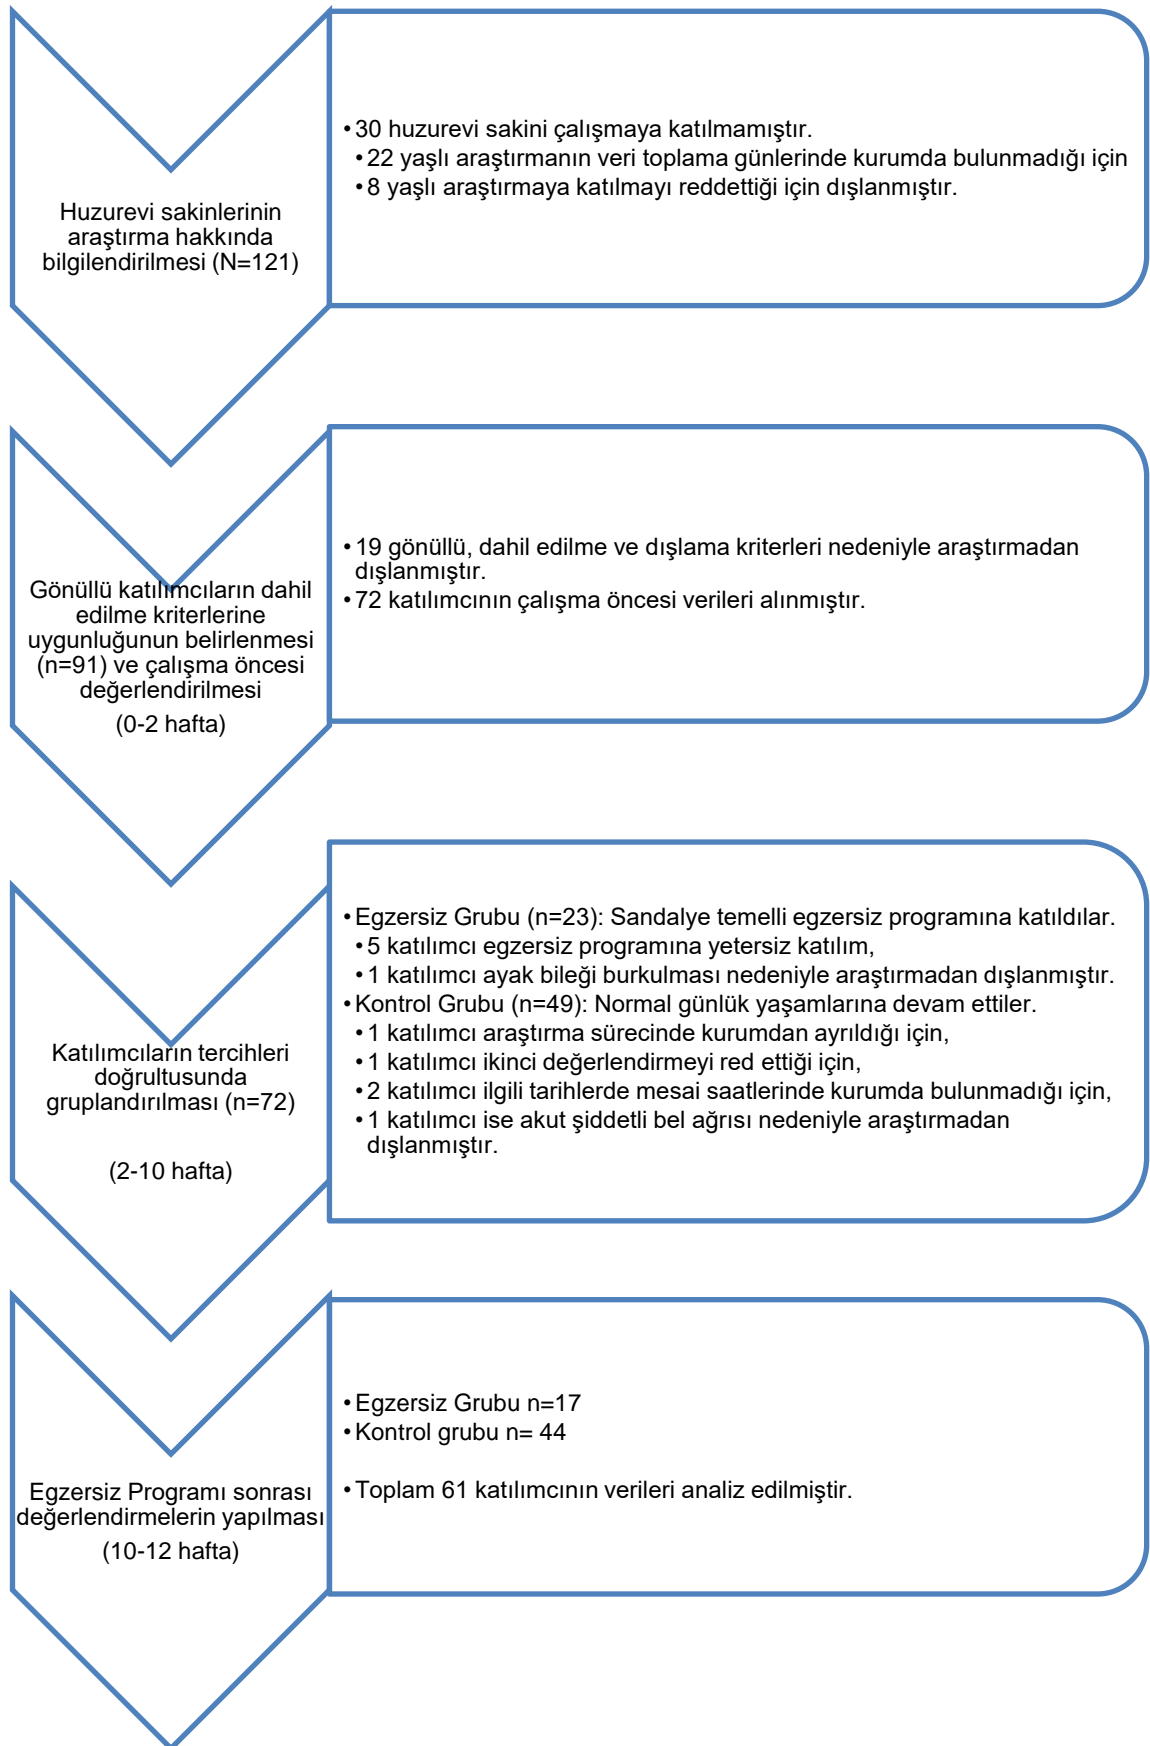 Huzurevi sakinlerinin
araştırma hakkında
bilgilendirilmesi (N=121)
• 30 huzurevi sakini çalışmaya katılmamıştır.
• 22 yaşlı araştırmanın veri toplama günlerinde kurumda bulunmadığı için
• 8 yaşlı araştırmaya katılmayı reddettiği için dışlanmıştır.
Gönüllü katılımcıların dahil
edilme kriterlerine
uygunluğunun belirlenmesi
(n=91) ve çalışma öncesi
değerlendirilmesi
(0-2 hafta)
• 19 gönüllü, dahil edilme ve dışlama kriterleri nedeniyle araştırmadan
dışlanmıştır.
• 72 katılımcının çalışma öncesi verileri alınmıştır.
Katılımcıların tercihleri
doğrultusunda
gruplandırılması (n=72)
(2-10 hafta)
• Egzersiz Grubu (n=23): Sandalye temelli egzersiz programına katıldılar.
• 5 katılımcı egzersiz programına yetersiz katılım,
• 1 katılımcı ayak bileği burkulması nedeniyle araştırmadan dışlanmıştır.
• Kontrol Grubu (n=49): Normal günlük yaşamlarına devam ettiler.
• 1 katılımcı araştırma sürecinde kurumdan ayrıldığı için,
• 1 katılımcı ikinci değerlendirmeyi red ettiği için,
• 2 katılımcı ilgili tarihlerde mesai saatlerinde kurumda bulunmadığı için,
• 1 katılımcı ise akut şiddetli bel ağrısı nedeniyle araştırmadan
dışlanmıştır.
Egzersiz Programı sonrası
değerlendirmelerin yapılması
(10-12 hafta)
• Egzersiz Grubu n=17
• Kontrol grubu n= 44
• Toplam 61 katılımcının verileri analiz edilmiştir.